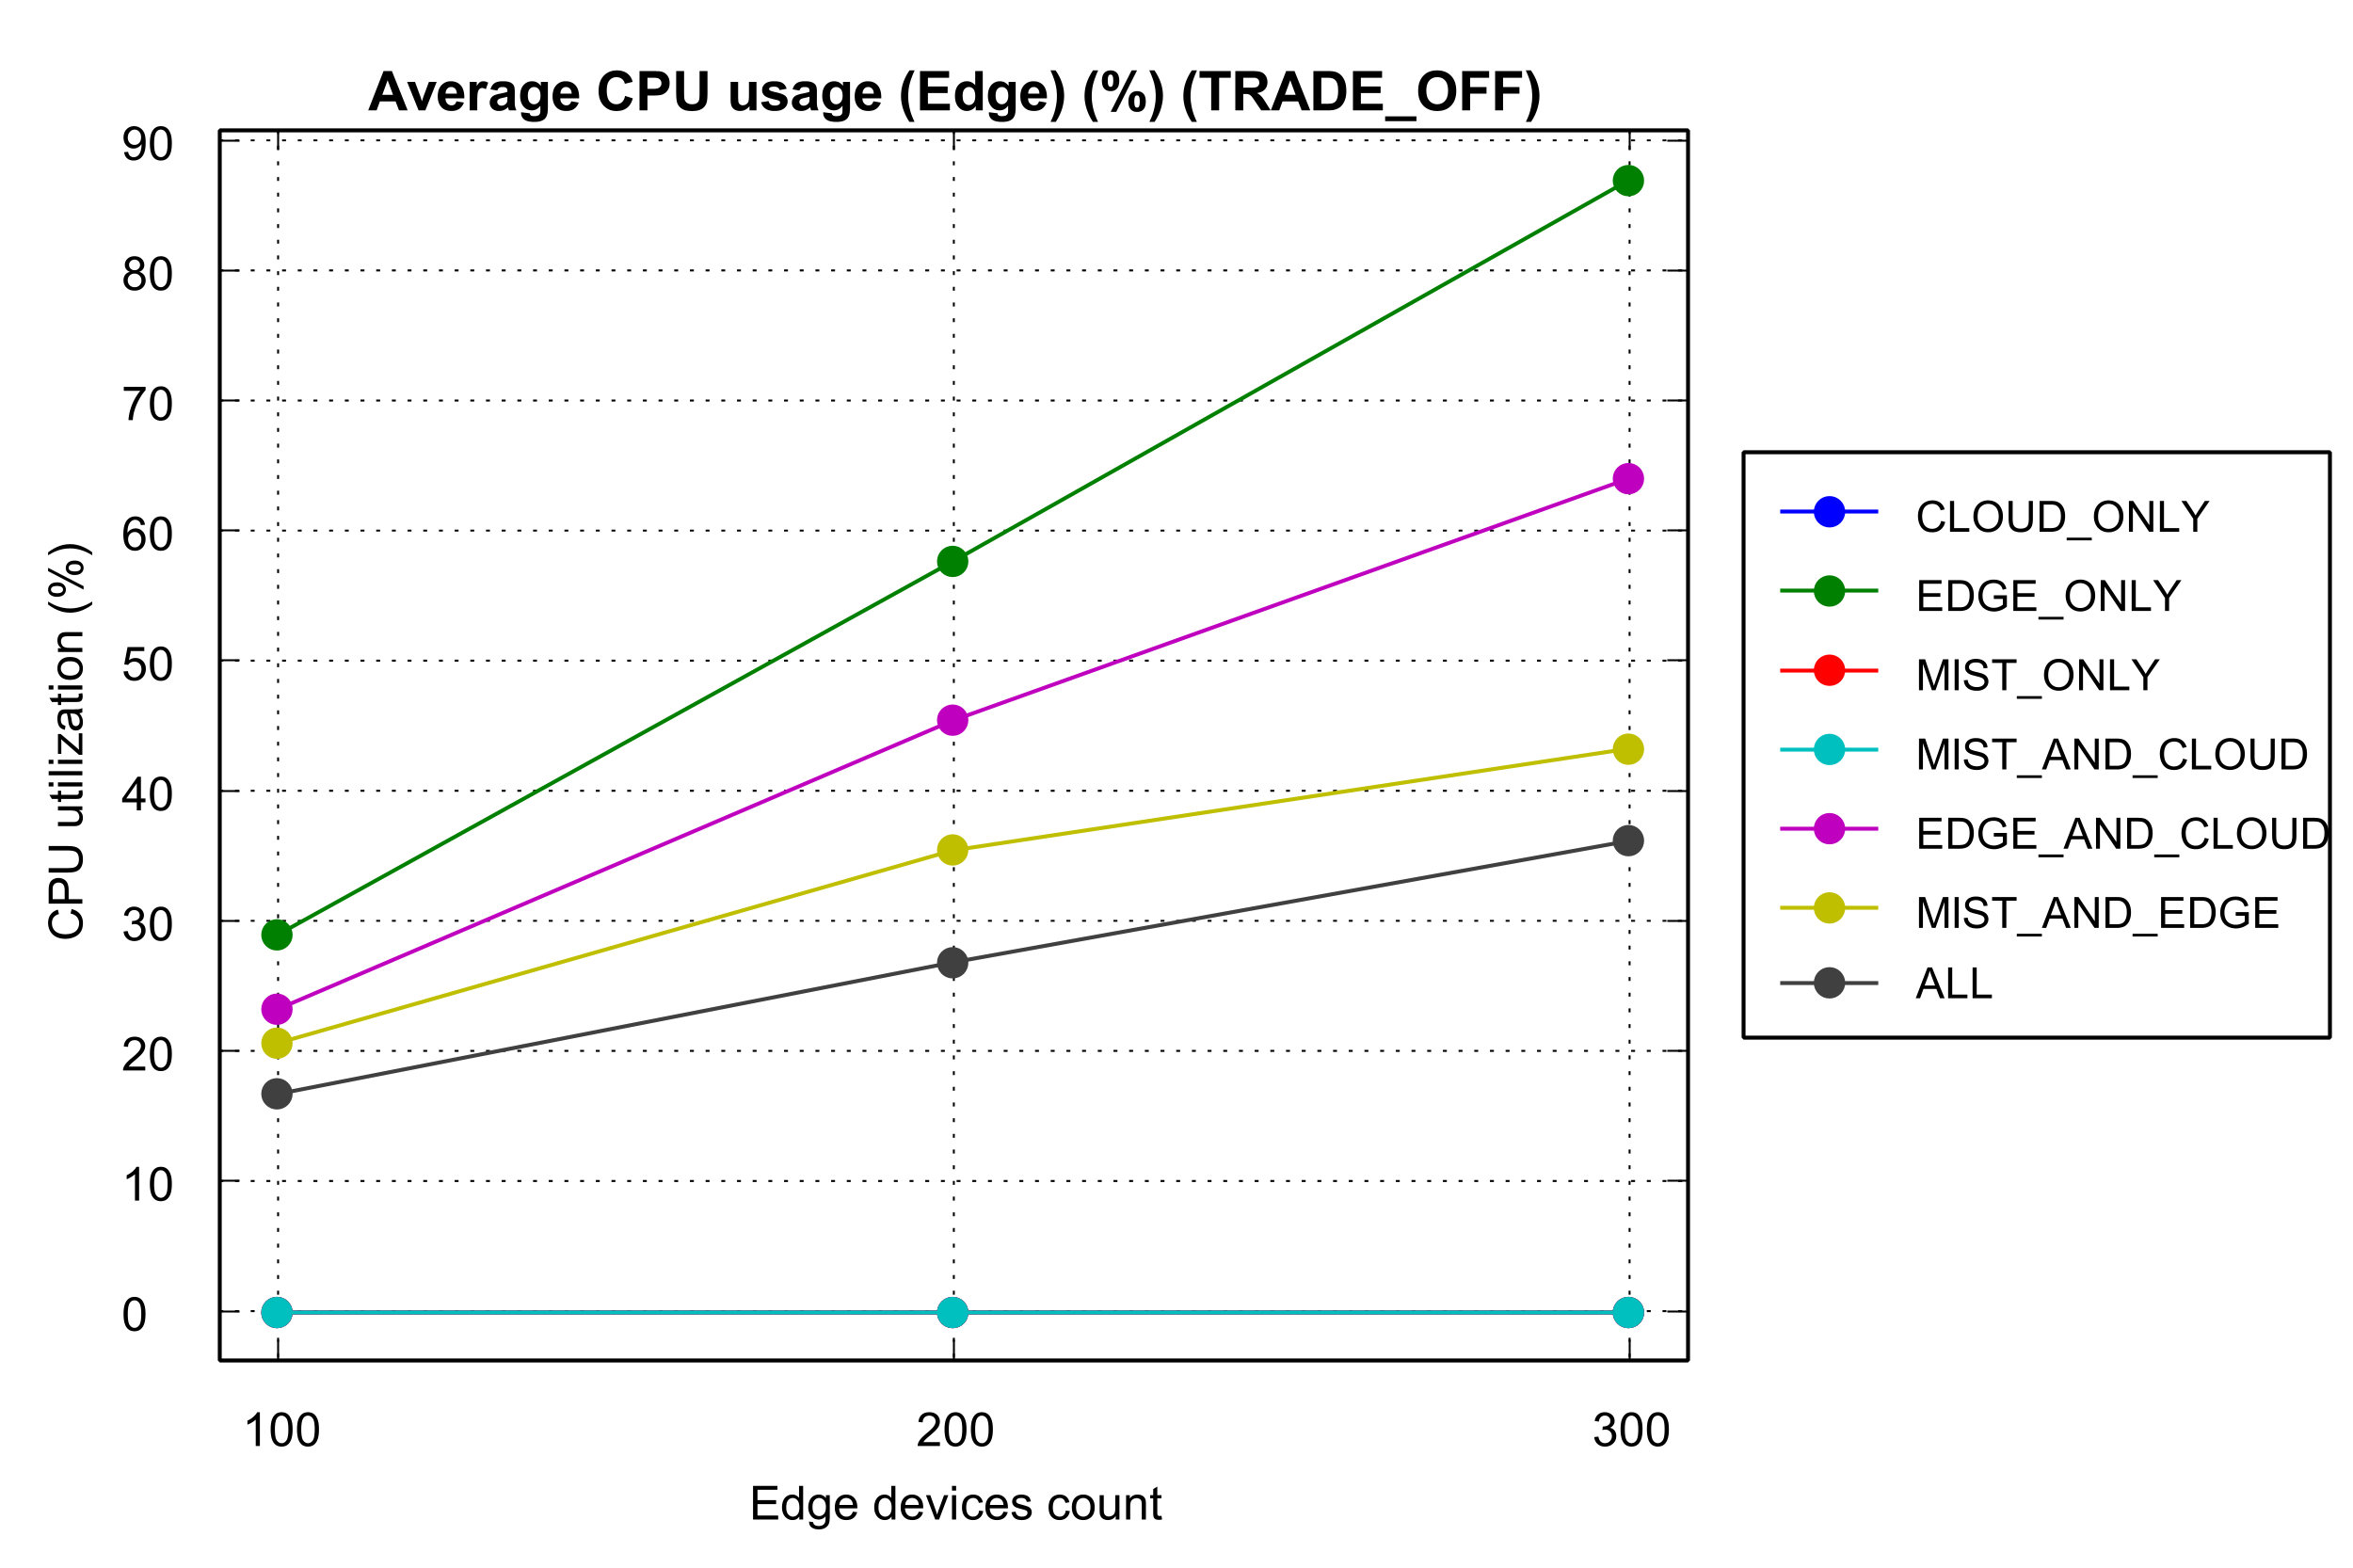 Average CPU usage (Edge) (%) (TRADE_OFF)
90
80
70
60
50
40
30
20
10
0
CPU utilization (%)
100 200 300
Edge devices count
CLOUD_ONLY
EDGE_ONLY
MIST_ONLY
MIST_AND_CLOUD
EDGE_AND_CLOUD
MIST_AND_EDGE
ALL